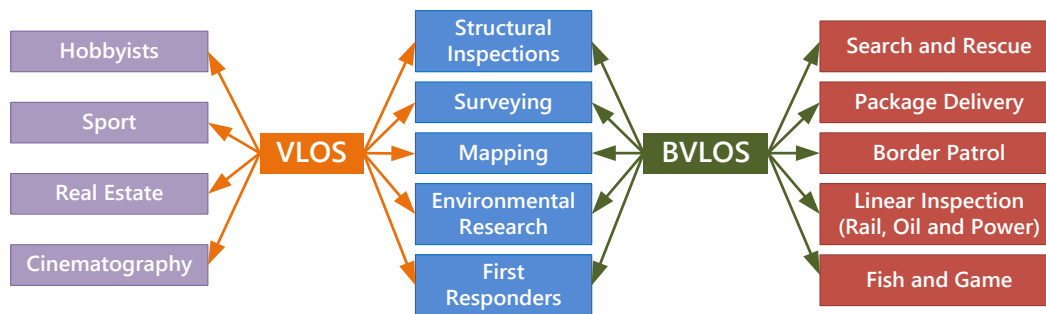 Hobbyists
Sport
Real Estate
Cinematography
VLOS
Structural
Inspections
Surveying
Mapping
Environmental
Research
First
Responders
BVLOS
Search and Rescue
Package Delivery
Border Patrol
Linear Inspection
(Rail, Oil and Power)
Fish and Game